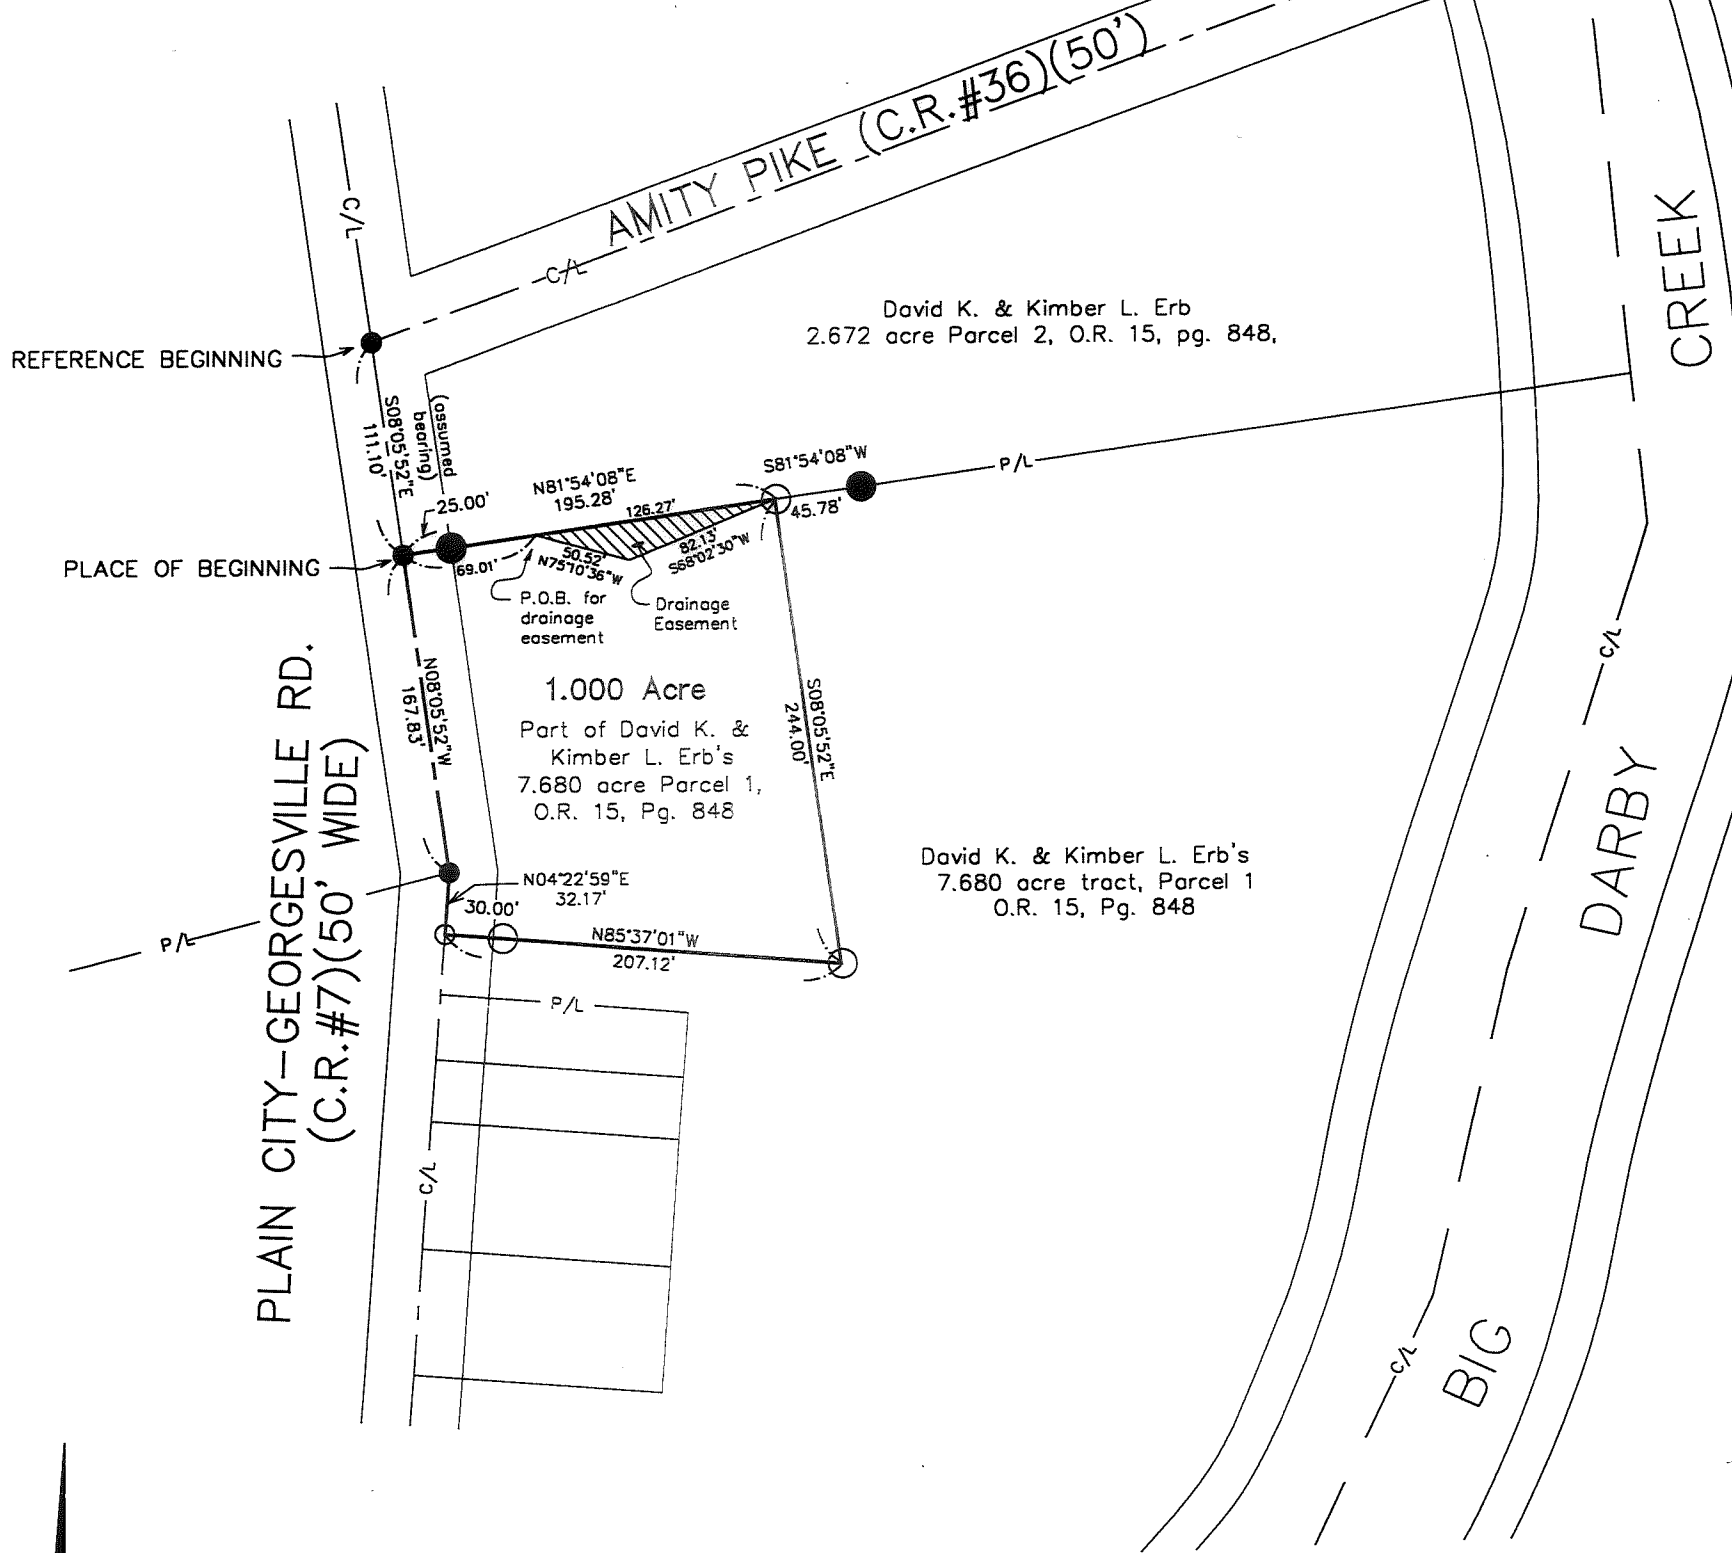 AMITY PIKE (C.R.#36)(50')
C/L
C/L
David K. & Kimber L. Erb
2.672 acre Parcel 2, O.R. 15, pg. 848,
CREEK
REFERENCE BEGINNING
S08°05'52"E
111.10'
(assumed
bearing)
25.00'
N81°54'08"E
195.28'
126.27'
S81°54'08"W
45.78'
P/L
PLACE OF BEGINNING
69.01'
50.52'
N75°10'36"W
82.13'
S68°02'30"W
P.O.B. for
drainage
easement
Drainage
Easement
C/L
N08°05'52"W
167.83'
1.000 Acre
Part of David K. &
Kimber L. Erb's
7.680 acre Parcel 1,
O.R. 15, Pg. 848
S08°05'52"E
244.00'
PLAIN CITY-GEORGESVILLE RD.
(C.R.#7)(50' WIDE)
DARBY
David K. & Kimber L. Erb's
7.680 acre tract, Parcel 1
O.R. 15, Pg. 848
N04°22'59"E
32.17'
30.00'
P/L
N85°37'01"W
207.12'
P/L
C/L
C/L
BIG